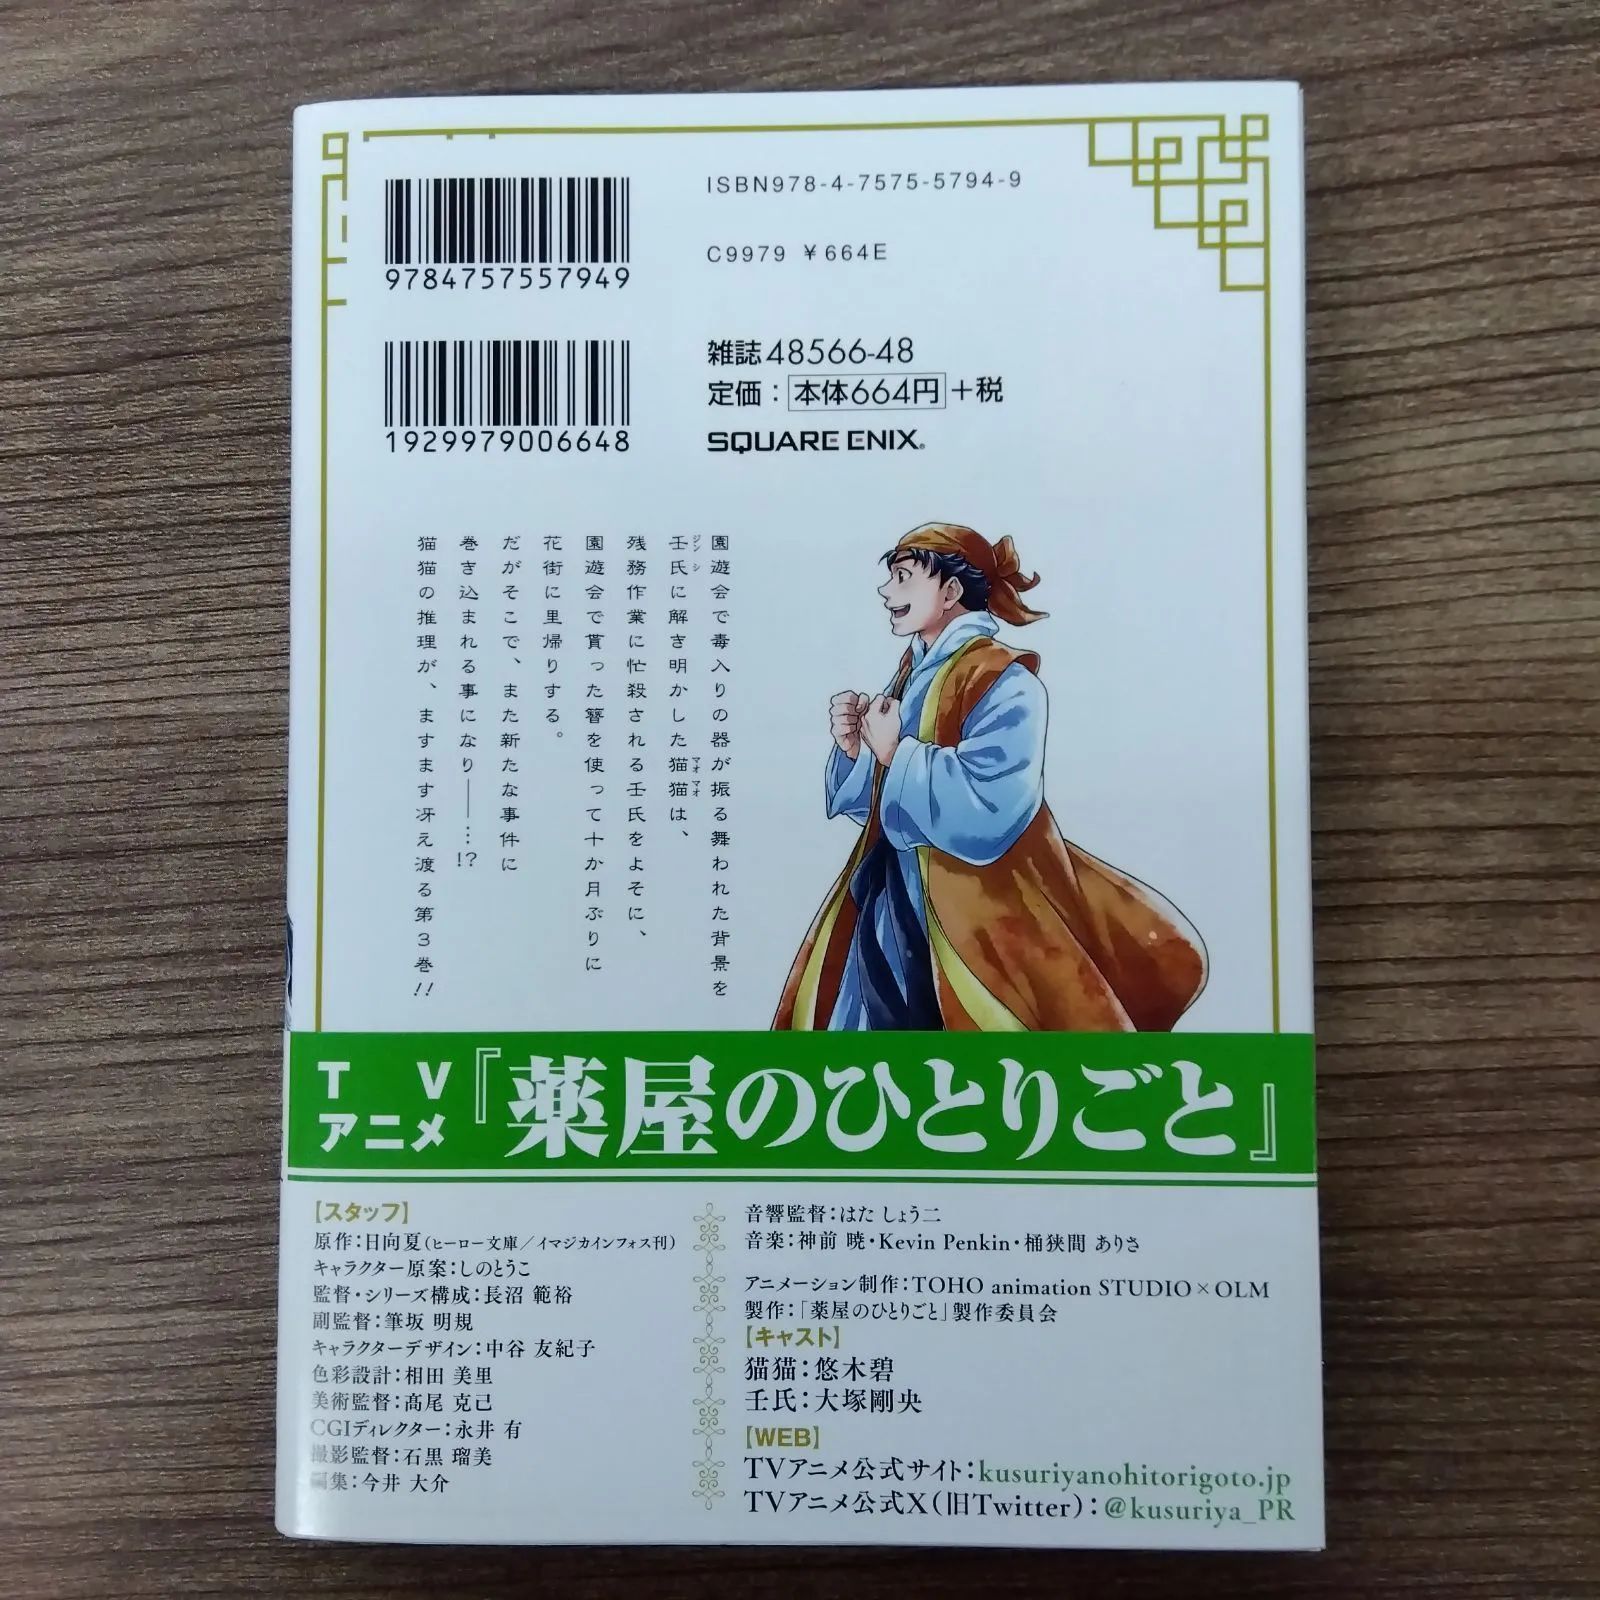 9784757557949
ISBN978-4-7575-5794-9
C9979 ¥664E
1929979006648
雑誌48566-48
定価：本体664円+税
SQUARE ENIX®
園遊会で毒入りの器が振る舞われた背景を
壬氏に解き明かした猫猫は、
ジンシ
マオマオ
残務作業に忙殺される壬氏をよそに、
園遊会で貰った簪を使って十か月ぶりに
花街に里帰りする。
だがそこで、また新たな事件に
巻き込まれる事になり――…!?
猫猫の推理が、ますます冴え渡る第3巻!!
TV
アニメ
『薬屋のひとりごと』
【スタッフ】
原作：日向夏（ヒーロー文庫／イマジカインフォス刊）
キャラクター原案：しのとうこ
監督・シリーズ構成：長沼 範裕
副監督：筆坂 明規
キャラクターデザイン：中谷 友紀子
色彩設計：相田 美里
美術監督：髙尾 克己
CGIディレクター：永井 有
撮影監督：石黒 瑠美
編集：今井 大介
音響監督：はた しょう二
音楽：神前 暁・Kevin Penkin・桶狭間 ありさ
アニメーション制作：TOHO animation STUDIO×OLM
製作：「薬屋のひとりごと」製作委員会
【キャスト】
猫猫：悠木碧
壬氏：大塚剛央
【WEB】
TVアニメ公式サイト：kusuriyanohitorigoto.jp
TVアニメ公式X（旧Twitter）：@kusuriya_PR